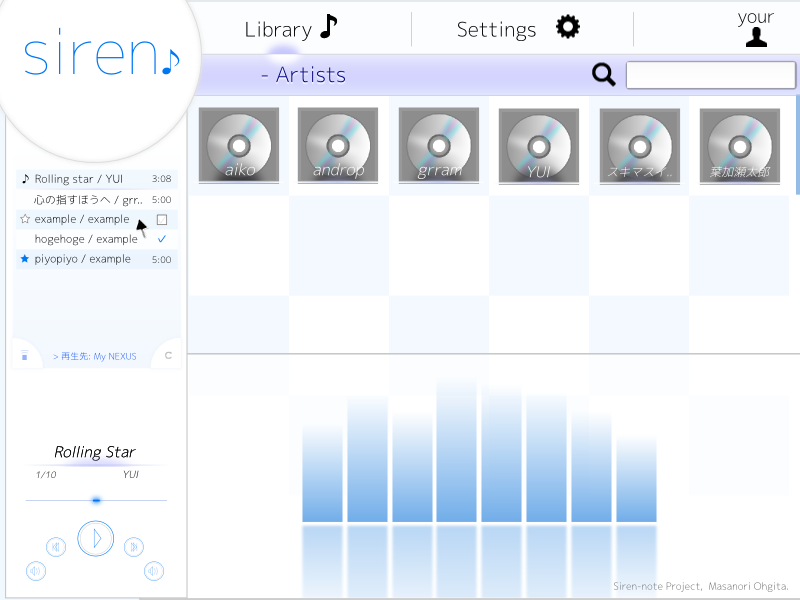 siren♪
Library
Settings
your
- Artists
aiko
androp
grram
YUI
スキマスイ..
葉加瀬太郎
Rolling star / YUI 3:08
心の指すほうへ / grr.. 5:00
example / example
hogehoge / example
piyopiyo / example 5:00
> 再生先: My NEXUS
Rolling Star
1/10 YUI
Siren-note Project, Masanori Ohgita.